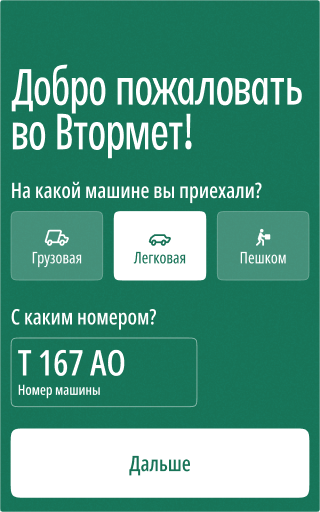 Добро пожаловать
во Втормет!
На какой машине вы приехали?
Грузовая
Легковая
Пешком
С каким номером?
Т 167 АО
Номер машины
Дальше